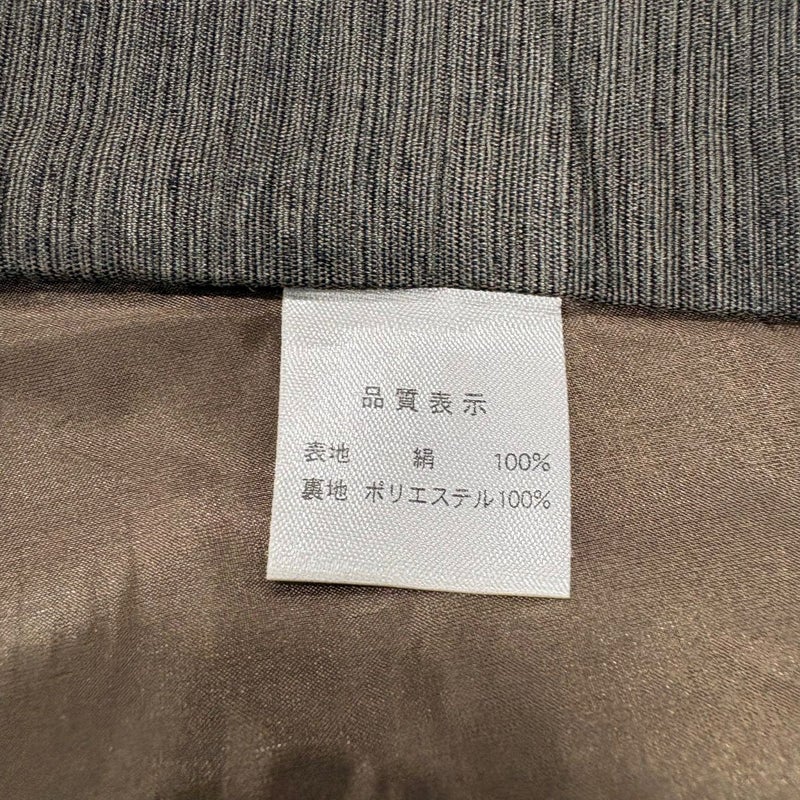 品質表示
表地 絹 100%
裏地 ポリエステル100%